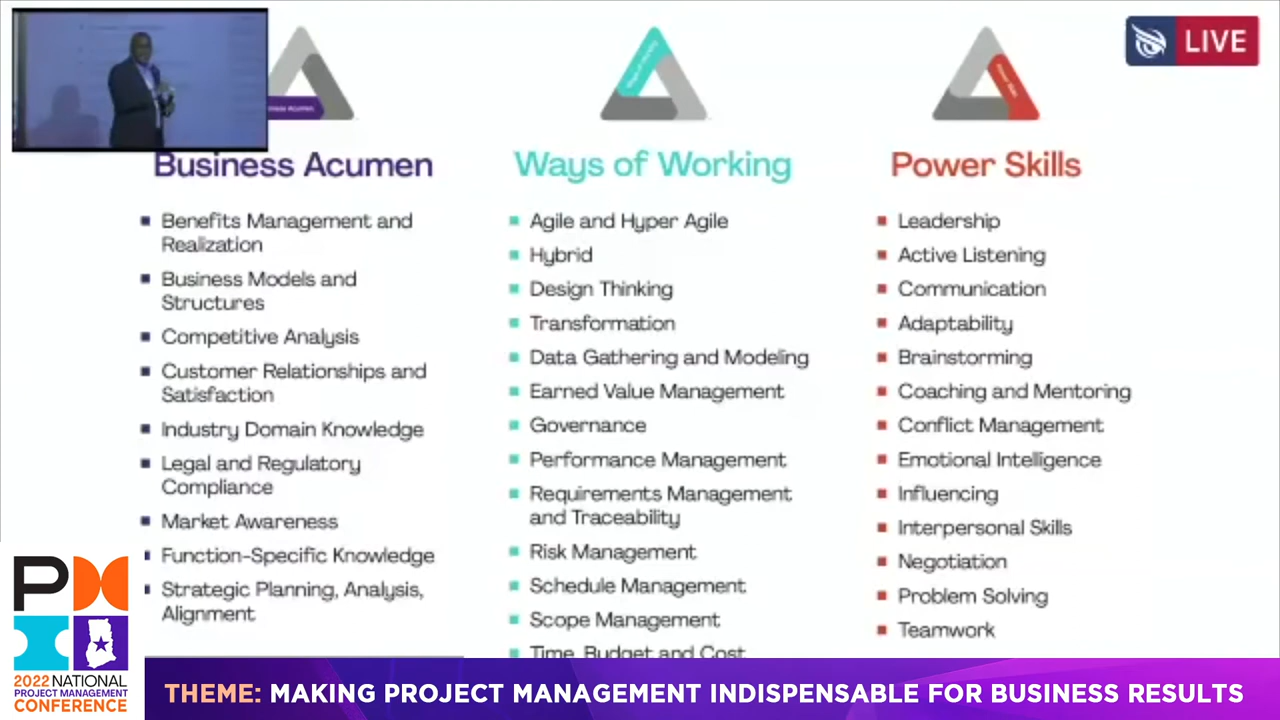 LIVE
Business Acumen
Benefits Management and
Realization
Business Models and
Structures
Competitive Analysis
Customer Relationships and
Satisfaction
Industry Domain Knowledge
Legal and Regulatory
Compliance
Market Awareness
Function-Specific Knowledge
Strategic Planning, Analysis,
Alignment
Ways of Working
Ways of Working
Agile and Hyper Agile
Hybrid
Design Thinking
Transformation
Data Gathering and Modeling
Earned Value Management
Governance
Performance Management
Requirements Management
and Traceability
Risk Management
Schedule Management
Scope Management
Time, Budget and Cost
Power Skills
Power Skills
Leadership
Active Listening
Communication
Adaptability
Brainstorming
Coaching and Mentoring
Conflict Management
Emotional Intelligence
Influencing
Interpersonal Skills
Negotiation
Problem Solving
Teamwork
2022 NATIONAL
PROJECT MANAGEMENT
CONFERENCE
THEME: MAKING PROJECT MANAGEMENT INDISPENSABLE FOR BUSINESS RESULTS